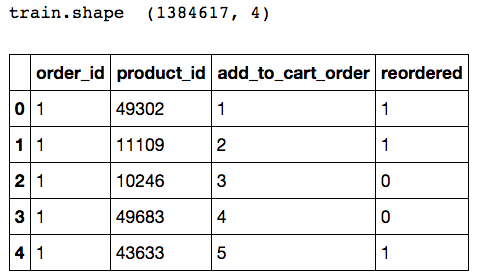 train.shape (1384617, 4)
order_id product_id add_to_cart_order reordered
0 1 49302 1 1
1 1 11109 2 1
2 1 10246 3 0
3 1 49683 4 0
4 1 43633 5 1